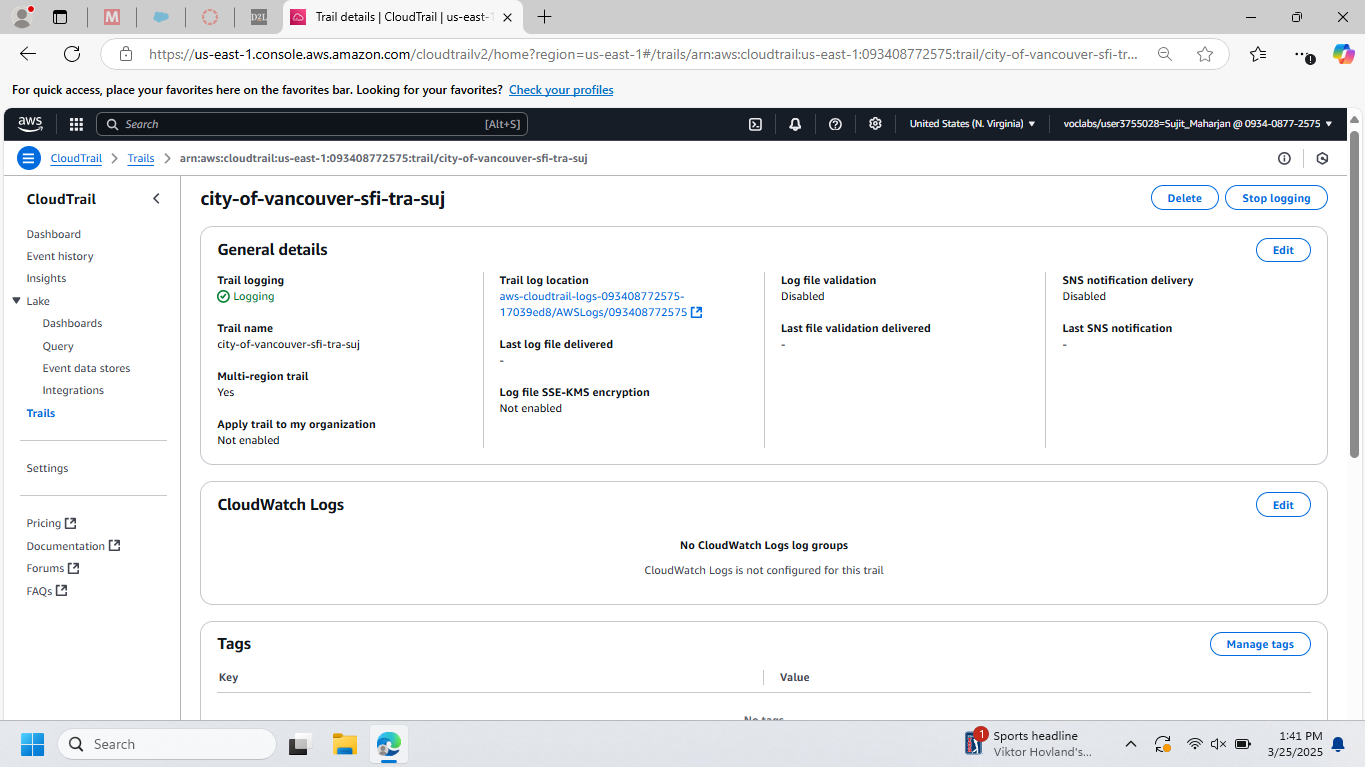 M
D2L
Trail details | CloudTrail | us-east-1
https://us-east-1.console.aws.amazon.com/cloudtrailv2/home?region=us-east-1#/trails/arn:aws:cloudtrail:us-east-1:093408772575:trail/city-of-vancouver-sfi-tr...
For quick access, place your favorites here on the favorites bar. Looking for your favorites? Check your profiles
aws
Search
[Alt+S]
United States (N. Virginia)
voclabs/user3755028=Sujit_Maharjan @ 0934-0877-2575
CloudTrail
Trails
arn:aws:cloudtrail:us-east-1:093408772575:trail/city-of-vancouver-sfi-tra-suj
CloudTrail
Dashboard
Event history
Insights
Lake
Dashboards
Query
Event data stores
Integrations
Trails
Settings
Pricing
Documentation
Forums
FAQs
city-of-vancouver-sfi-tra-suj
Delete
Stop logging
General details
Edit
Trail logging
Logging
Trail name
city-of-vancouver-sfi-tra-suj
Multi-region trail
Yes
Apply trail to my organization
Not enabled
Trail log location
aws-cloudtrail-logs-093408772575-
17039ed8/AWSLogs/093408772575
Last log file delivered
-
Log file SSE-KMS encryption
Not enabled
Log file validation
Disabled
Last file validation delivered
-
SNS notification delivery
Disabled
Last SNS notification
-
CloudWatch Logs
Edit
No CloudWatch Logs log groups
CloudWatch Logs is not configured for this trail
Tags
Manage tags
Key
Value
No tags
Search
1
Sports headline
Viktor Hovland's...
1:41 PM
3/25/2025